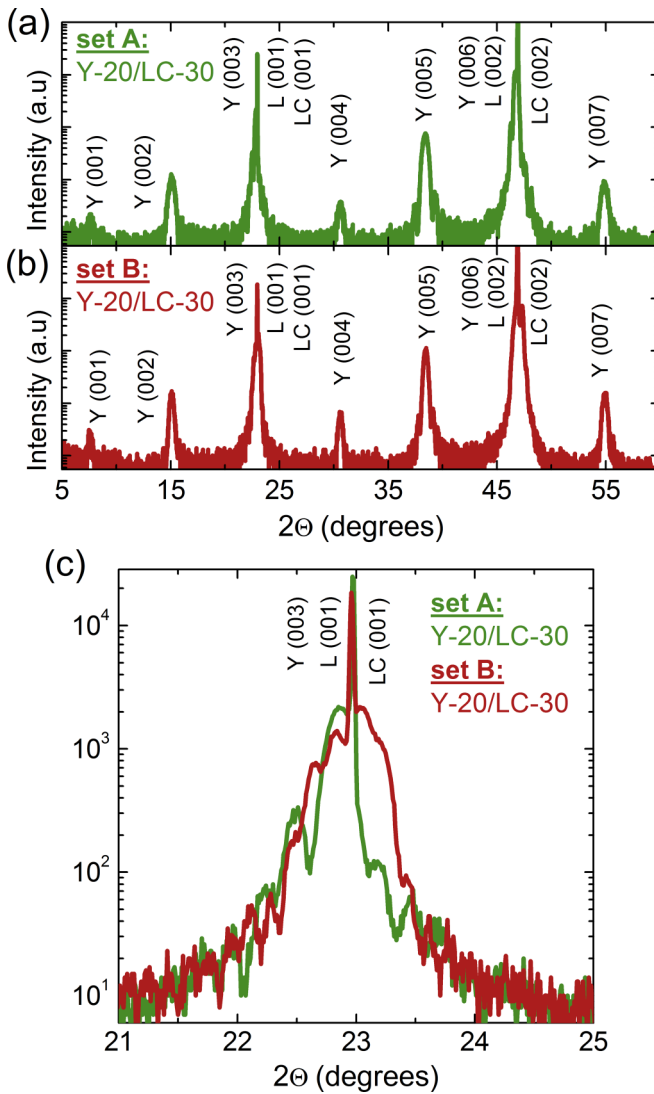 (a)
set A:
Y-20/LC-30
Intensity (a.u)
Y (001)
Y (002)
Y (003)
L (001)
LC (001)
Y (004)
Y (005)
Y (006)
L (002)
LC (002)
Y (007)
(b)
set B:
Y-20/LC-30
Intensity (a.u)
Y (001)
Y (002)
Y (003)
L (001)
LC (001)
Y (004)
Y (005)
Y (006)
L (002)
LC (002)
Y (007)
5 15 25 35 45 55
2Θ (degrees)
(c)
set A:
Y-20/LC-30
set B:
Y-20/LC-30
Y (003)
L (001)
LC (001)
10⁴
10³
10²
10¹
21 22 23 24 25
2Θ (degrees)